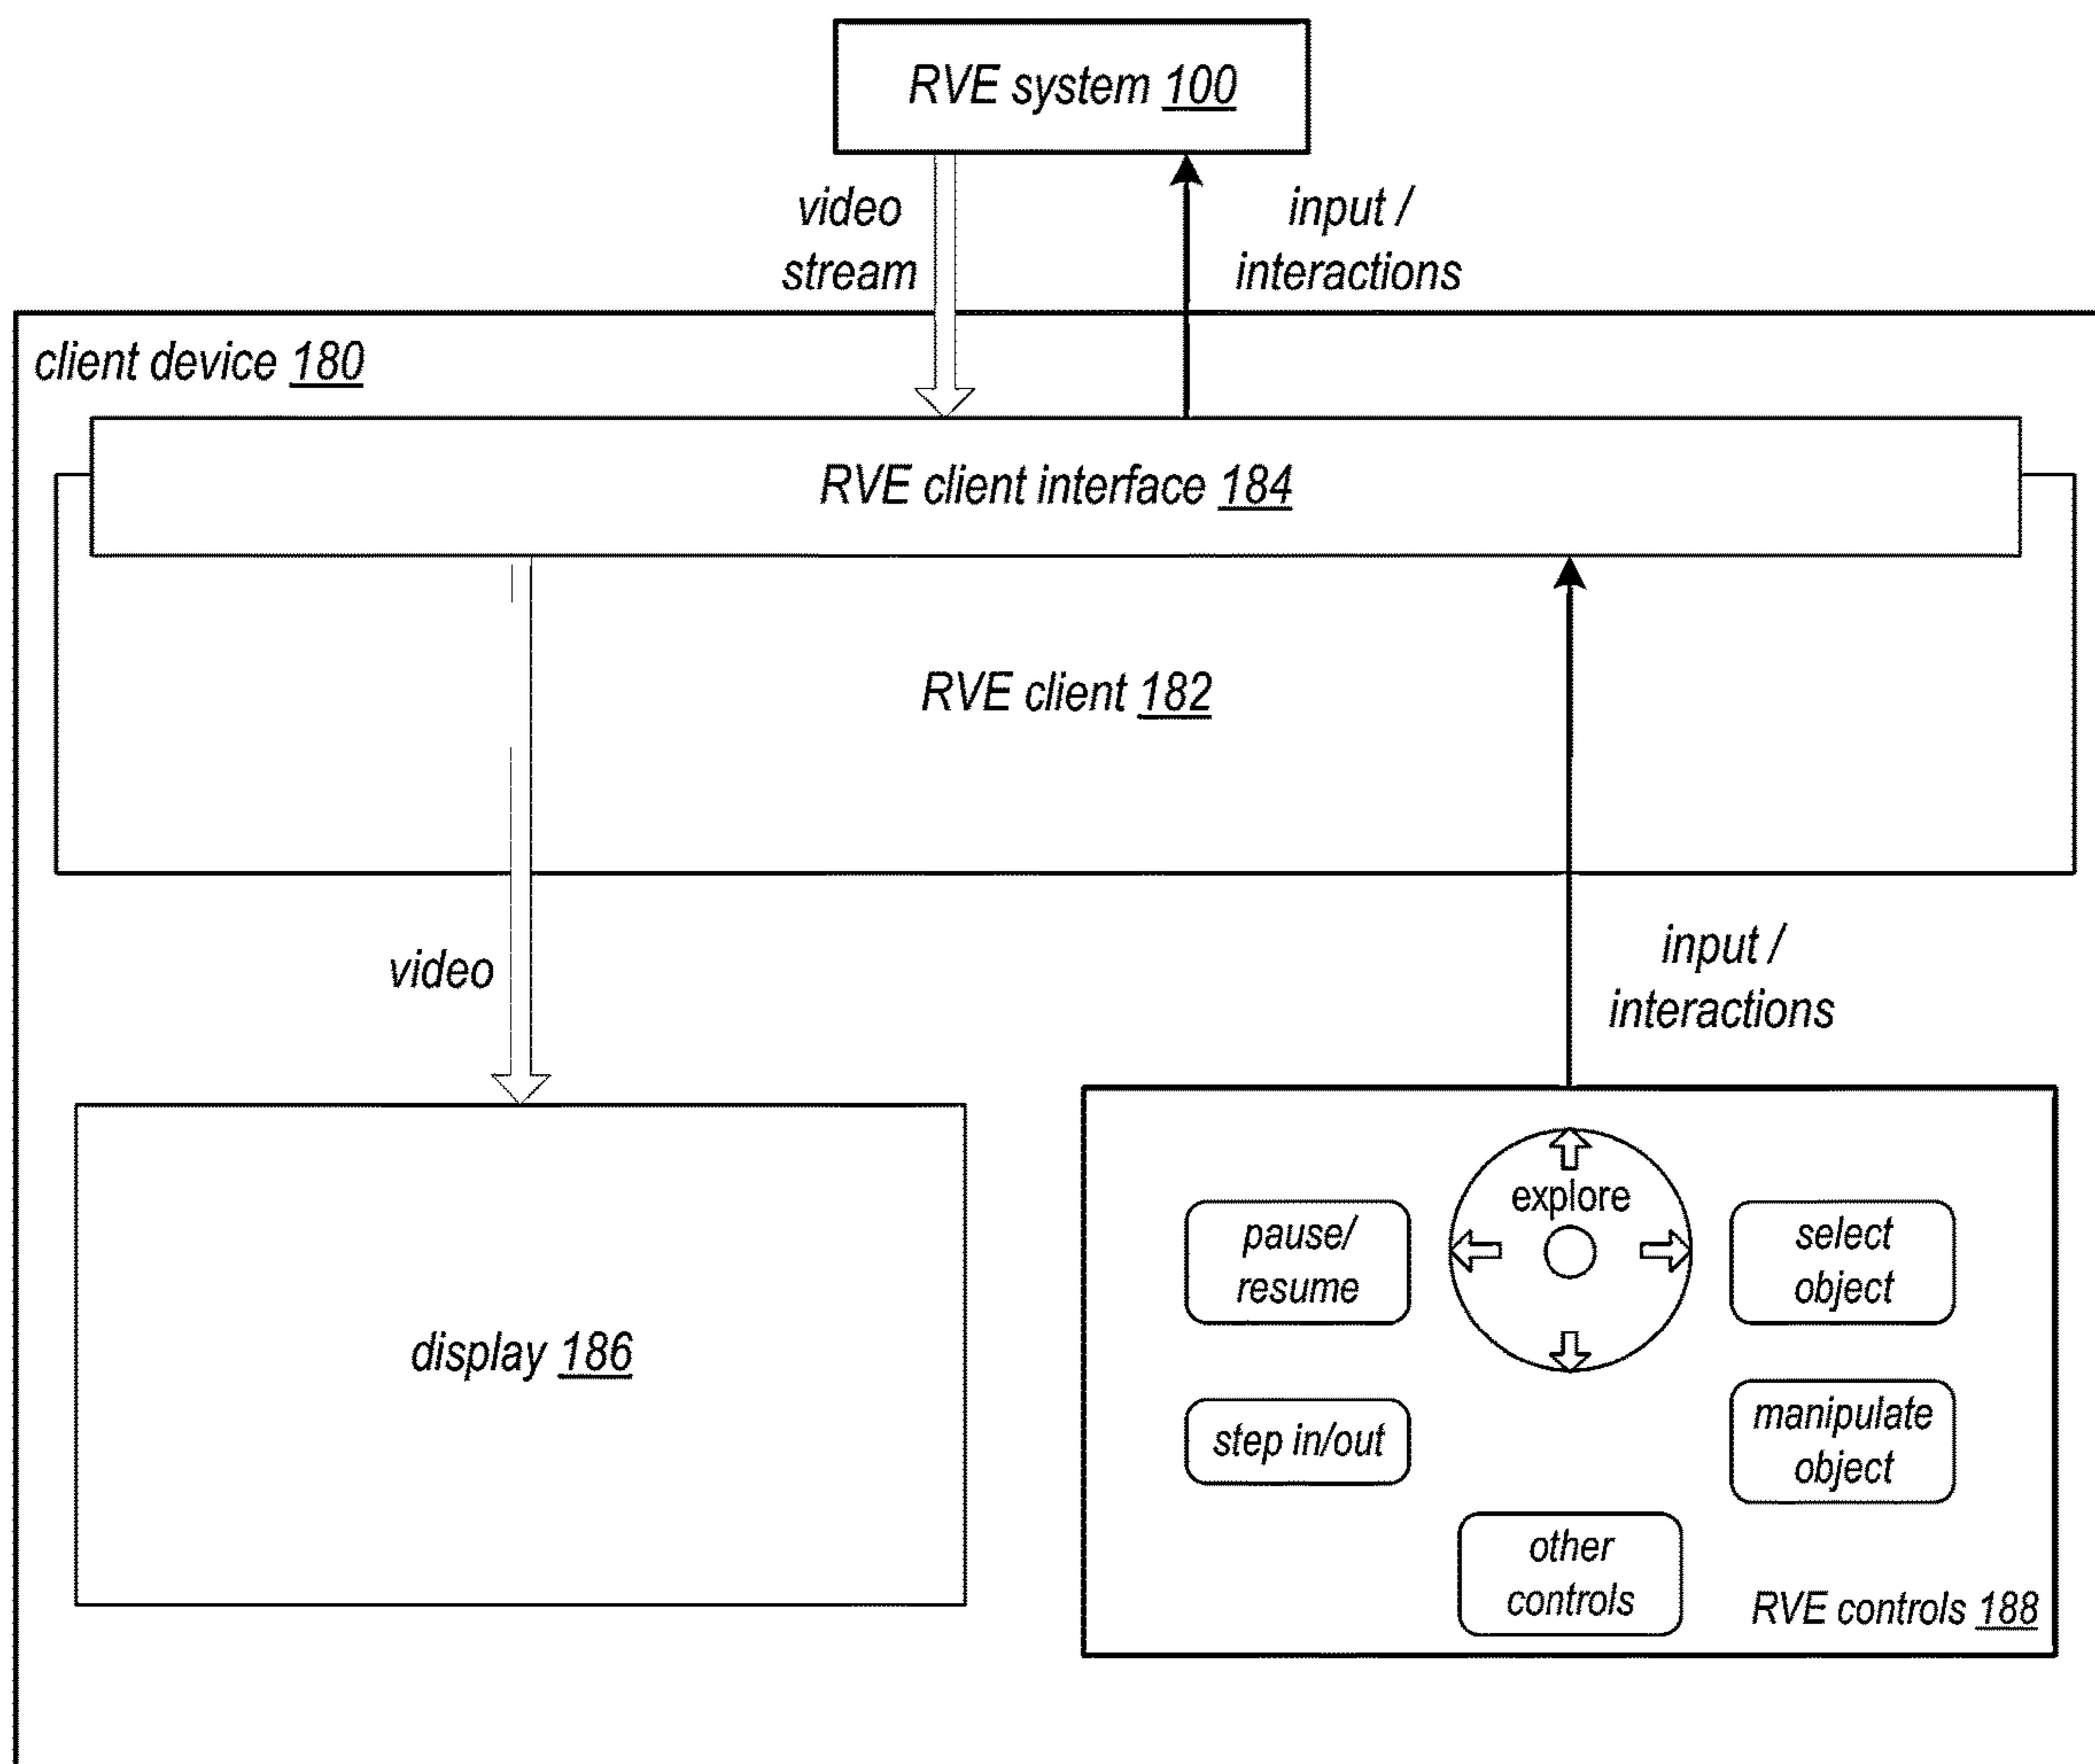 RVE system 100
video
stream
input /
interactions
client device 180
RVE client interface 184
RVE client 182
video
input /
interactions
explore
pause/
resume
select
object
display 186
step in/out
manipulate
object
other
controls
RVE controls 188